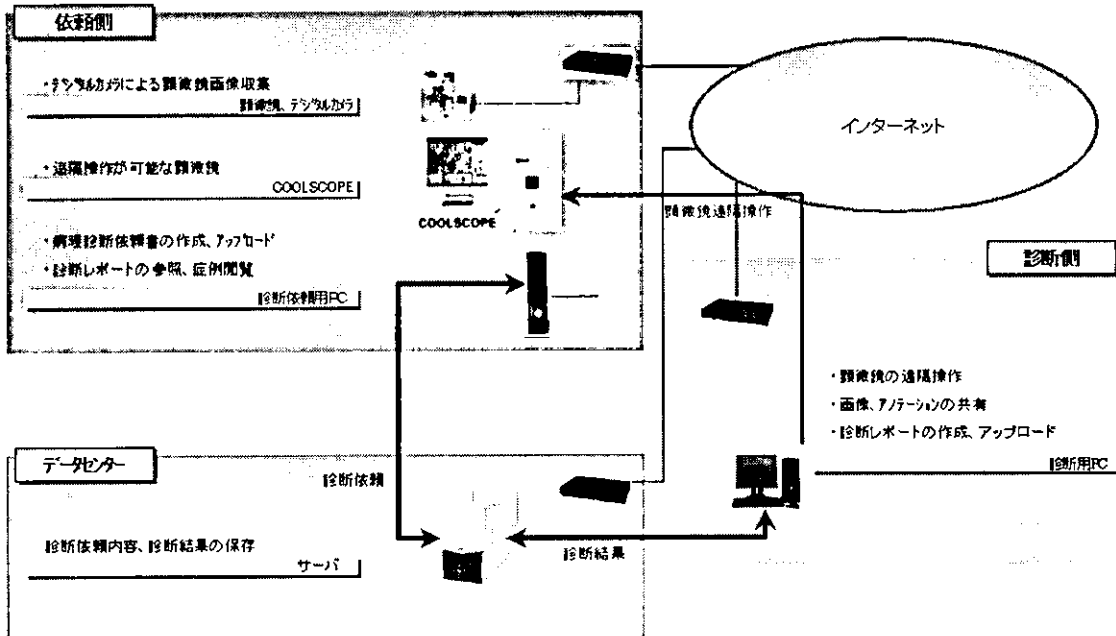 依頼側
・デジタルカメラによる顕微鏡画像収集
顕微鏡、デジタルカメラ
・遠隔操作が可能な顕微鏡
COOLSCOPE
COOLSCOPE
・病理診断依頼書の作成、アップロード
・診断レポートの参照、症例閲覧
診断依頼用PC
インターネット
顕微鏡遠隔操作
診断側
・顕微鏡の遠隔操作
・画像、アノテーションの共有
・診断レポートの作成、アップロード
診断用PC
データセンター
診断依頼
診断依頼内容、診断結果の保存
サーバ
診断結果